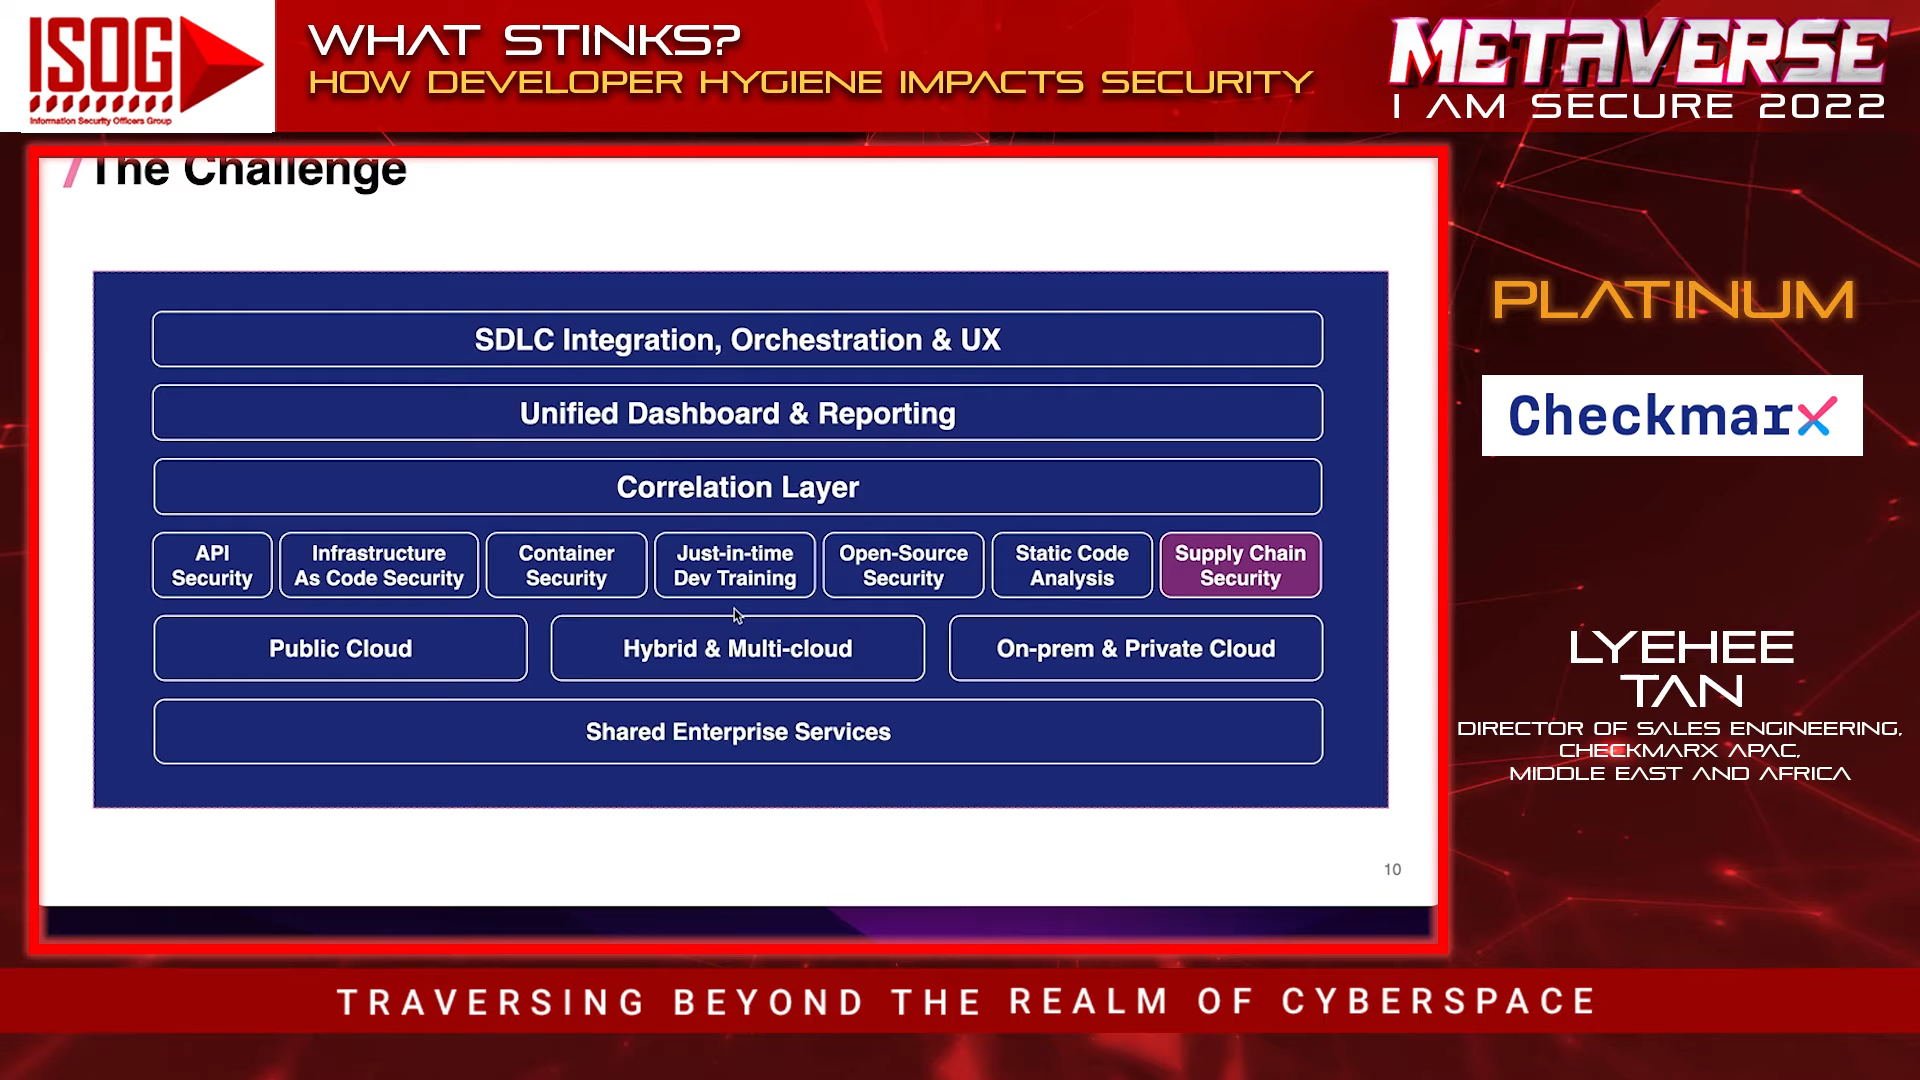 ISOG
Information Security Officers Group
WHAT STINKS?
HOW DEVELOPER HYGIENE IMPACTS SECURITY
METAVERSE
I AM SECURE 2022
/The Challenge
SDLC Integration, Orchestration & UX
Unified Dashboard & Reporting
Correlation Layer
API
Security
Infrastructure
As Code Security
Container
Security
Just-in-time
Dev Training
Open-Source
Security
Static Code
Analysis
Supply Chain
Security
Public Cloud
Hybrid & Multi-cloud
On-prem & Private Cloud
Shared Enterprise Services
10
PLATINUM
Checkmarx
LYEHEE
TAN
DIRECTOR OF SALES ENGINEERING,
CHECKMARX APAC,
MIDDLE EAST AND AFRICA
TRAVERSING BEYOND THE REALM OF CYBERSPACE